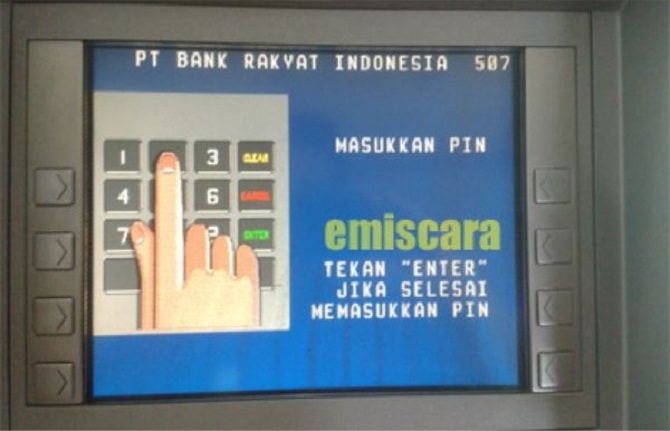 PT BANK RAKYAT INDONESIA 507
MASUKKAN PIN
1 3 CLEAR
4 6 CANCEL
7 ENTER
emiscara
TEKAN "ENTER"
JIKA SELESAI
MEMASUKKAN PIN